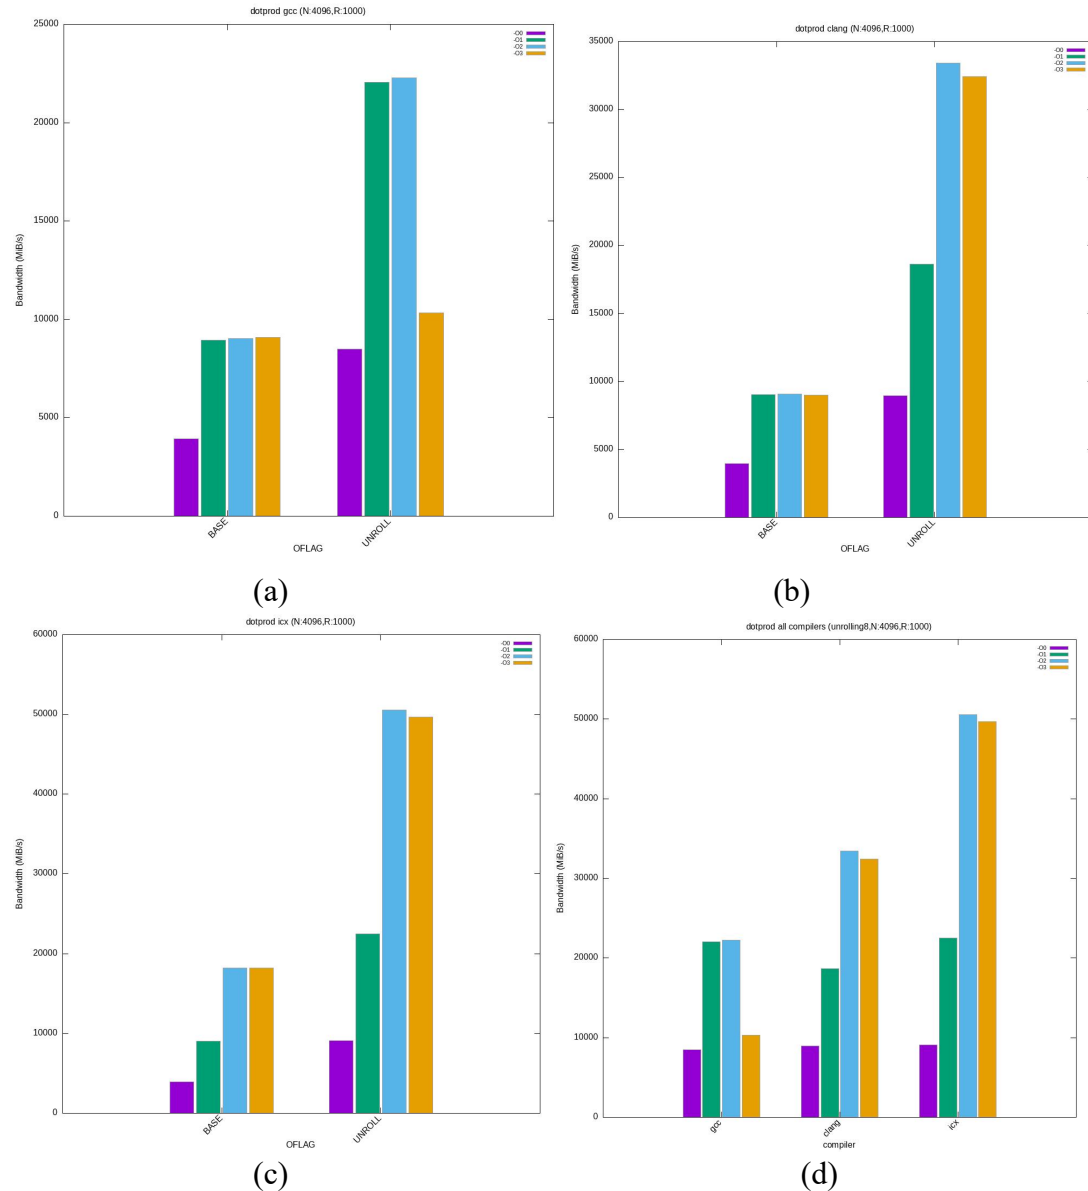 dotprod gcc (N:4096,R:1000)
25000
20000
15000
10000
5000
0
Bandwidth (MiB/s)
-O0
-O1
-O2
-O3
BASE
UNROLL
OFLAG
(a)
dotprod clang (N:4096,R:1000)
35000
30000
25000
20000
15000
10000
5000
0
Bandwidth (MiB/s)
-O0
-O1
-O2
-O3
BASE
UNROLL
OFLAG
(b)
dotprod icx (N:4096,R:1000)
60000
50000
40000
30000
20000
10000
0
Bandwidth (MiB/s)
-O0
-O1
-O2
-O3
BASE
UNROLL
OFLAG
(c)
dotprod all compilers (unrolling8,N:4096,R:1000)
60000
50000
40000
30000
20000
10000
0
Bandwidth (MiB/s)
-O0
-O1
-O2
-O3
gcc
clang
icx
compiler
(d)